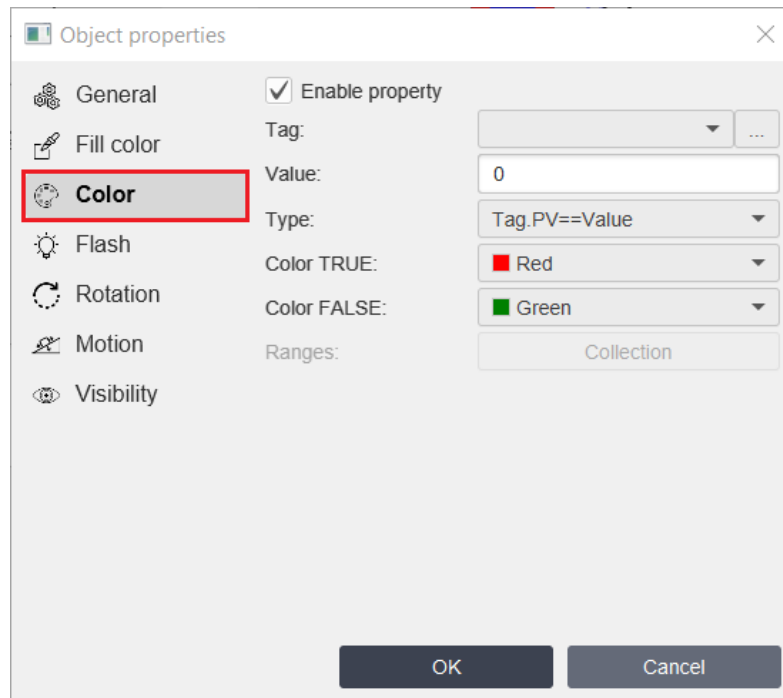 Object properties
General
Fill color
Color
Flash
Rotation
Motion
Visibility
Enable property
Tag:
...
Value:
0
Type:
Tag.PV==Value
Color TRUE:
Red
Color FALSE:
Green
Ranges:
Collection
OK
Cancel